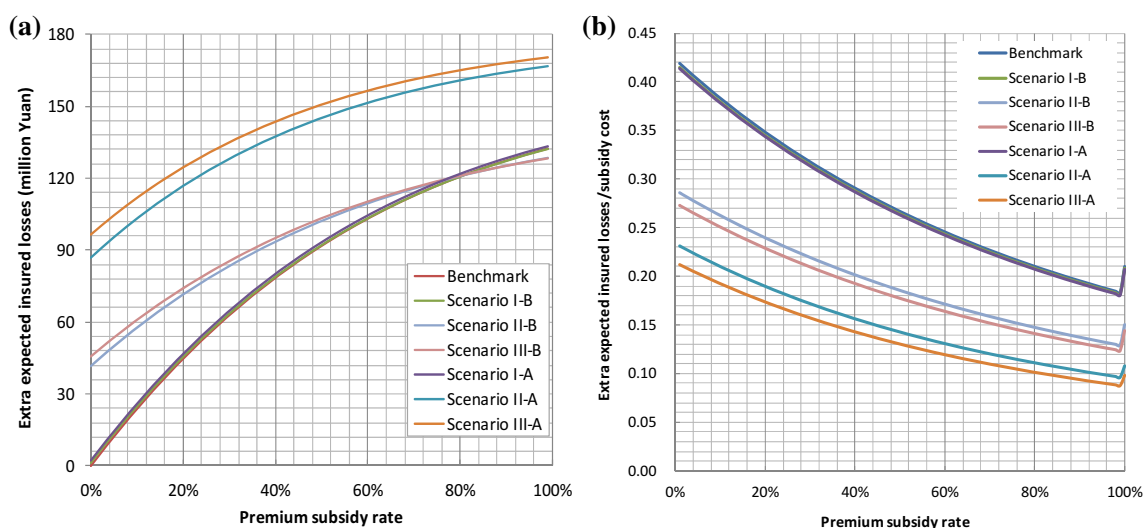 (a)
Extra expected insured losses (million Yuan)
180
150
120
90
60
30
0
0%
20%
40%
60%
80%
100%
Premium subsidy rate
Benchmark
Scenario I-B
Scenario II-B
Scenario III-B
Scenario I-A
Scenario II-A
Scenario III-A
(b)
Extra expected insured losses/subsidy cost
0.45
0.40
0.35
0.30
0.25
0.20
0.15
0.10
0.05
0.00
0%
20%
40%
60%
80%
100%
Premium subsidy rate
Benchmark
Scenario I-B
Scenario II-B
Scenario III-B
Scenario I-A
Scenario II-A
Scenario III-A